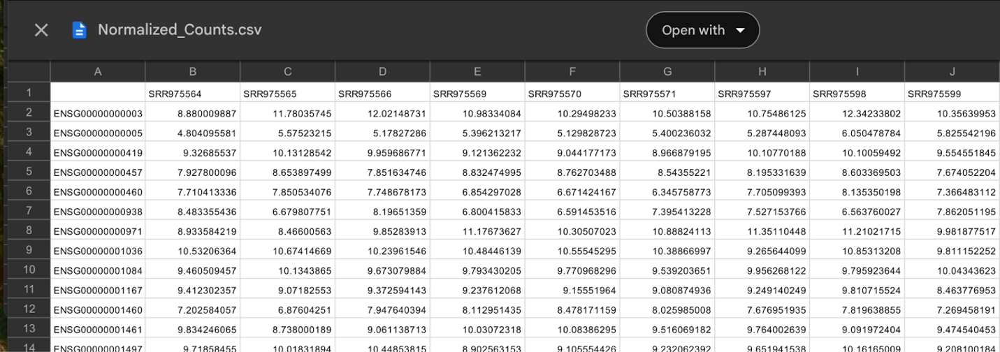 Normalized_Counts.csv Open with
A B C D E F G H I J
1 SRR975564 SRR975565 SRR975566 SRR975569 SRR975570 SRR975571 SRR975597 SRR975598 SRR975599
2 ENSG00000000003 8.880009887 11.78035745 12.02148731 10.98334084 10.29498233 10.50388158 10.75486125 12.34233802 10.35639953
3 ENSG00000000005 4.804095581 5.57523215 5.17827286 5.396213217 5.129828723 5.400236032 5.287448093 6.050478784 5.825542196
4 ENSG00000000419 9.32685537 10.13128542 9.959686771 9.121362232 9.044177173 8.966879195 10.10770188 10.10059492 9.554551845
5 ENSG00000000457 7.927800096 8.653897499 7.851634746 8.832474995 8.762703488 8.54355221 8.195331639 8.603369503 7.674052204
6 ENSG00000000460 7.710413336 7.850534076 7.748678173 6.854297028 6.671424167 6.345758773 7.705099393 8.135350198 7.366483112
7 ENSG00000000938 8.483355436 6.679807751 8.19651359 6.800415833 6.591453516 7.395413228 7.527153766 6.563760027 7.862051195
8 ENSG00000000971 8.933584219 8.46600563 9.85283913 11.17673627 10.30507023 10.88824113 11.35110448 11.21021715 9.981877517
9 ENSG00000001036 10.53206364 10.67414669 10.23961546 10.48446139 10.55545295 10.38866997 9.265644099 10.85313208 9.811152252
10 ENSG00000001084 9.460509457 10.1343865 9.673079884 9.793430205 9.770968296 9.539203651 9.956268122 9.795923644 10.04343623
11 ENSG00000001167 9.412302357 9.07182553 9.372594143 9.237612068 9.15551964 9.080874936 9.249140249 9.810715524 8.463776953
12 ENSG00000001460 7.202584057 6.87604251 7.947640394 8.112951435 8.478171159 8.025985008 7.676951935 7.819638855 7.269458191
13 ENSG00000001461 9.834246065 8.738000189 9.061138713 10.03072318 10.08386295 9.516069182 9.764002639 9.091972404 9.474540453
14 ENSG00000001497 9.71858455 10.01831894 10.44853815 8.902563153 9.105554426 9.232062392 9.651941538 10.16165009 9.208100184